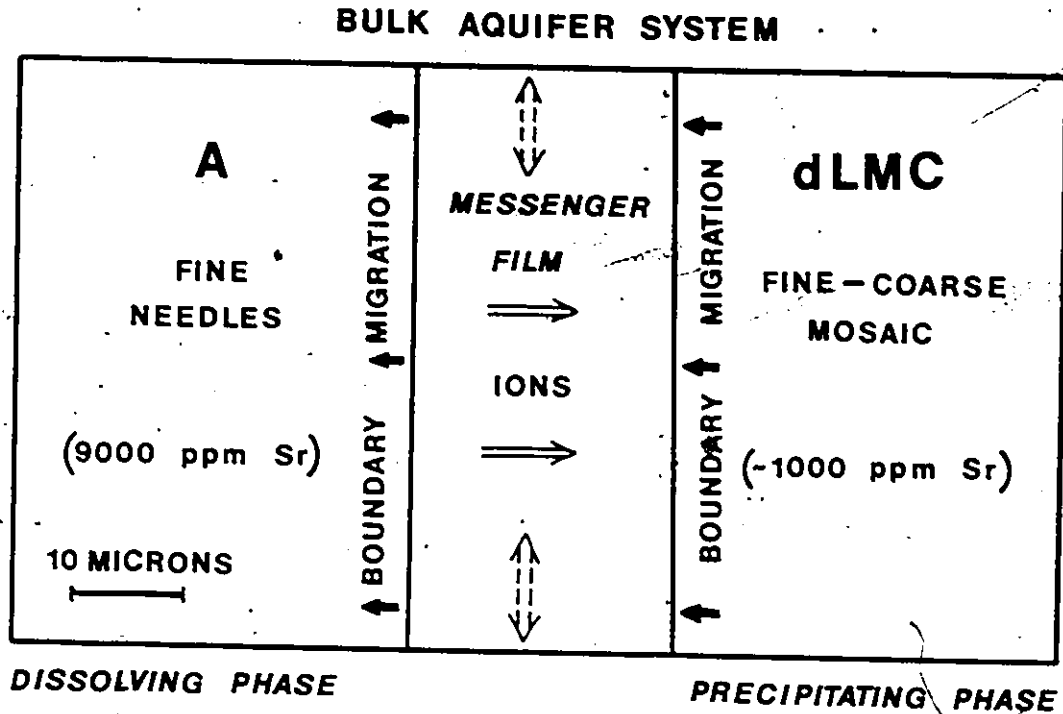 BULK AQUIFER SYSTEM
A
FINE
NEEDLES
(9000 ppm Sr)
10 MICRONS
BOUNDARY MIGRATION
MESSENGER
FILM
IONS
BOUNDARY MIGRATION
dLMC
FINE-COARSE
MOSAIC
(~1000 ppm Sr)
DISSOLVING PHASE
PRECIPITATING PHASE